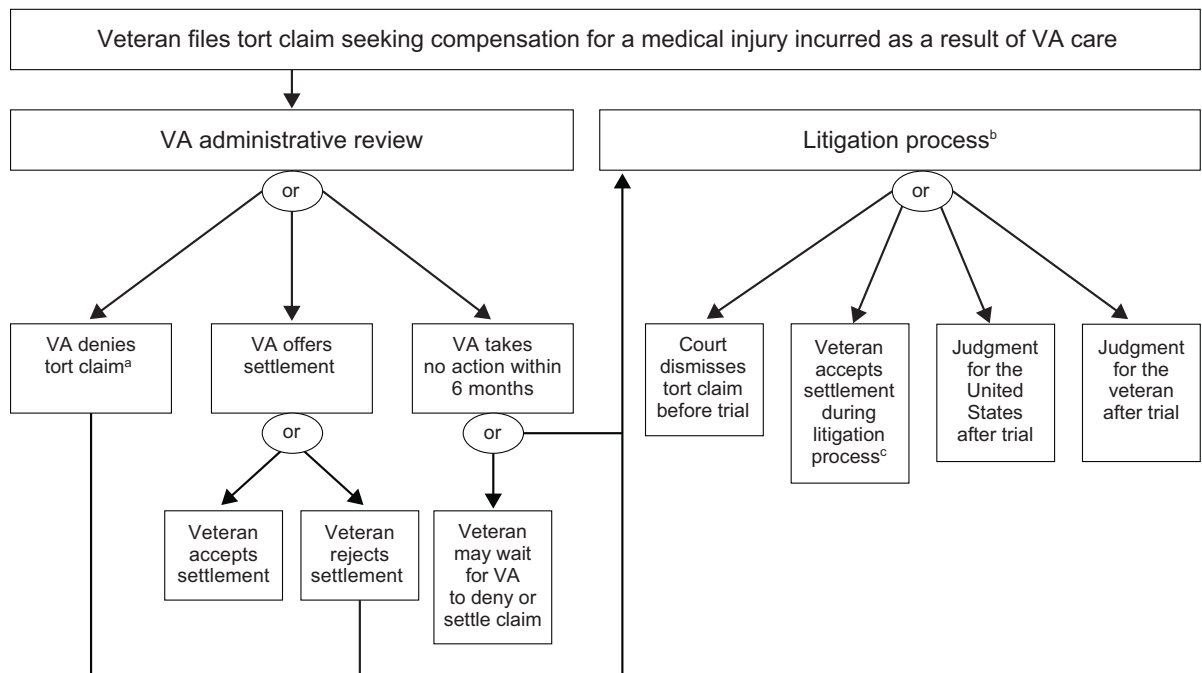 Veteran files tort claim seeking compensation for a medical injury incurred as a result of VA care
VA administrative review
Litigation processᵇ
or
or
VA denies
tort claimᵃ
VA offers
settlement
VA takes
no action within
6 months
Court
dismisses
tort claim
before trial
Veteran
accepts
settlement
during
litigation
processᶜ
Judgment
for the
United
States
after trial
Judgment
for the
veteran
after trial
or
or
Veteran
accepts
settlement
Veteran
rejects
settlement
Veteran
may wait
for VA
to deny or
settle claim